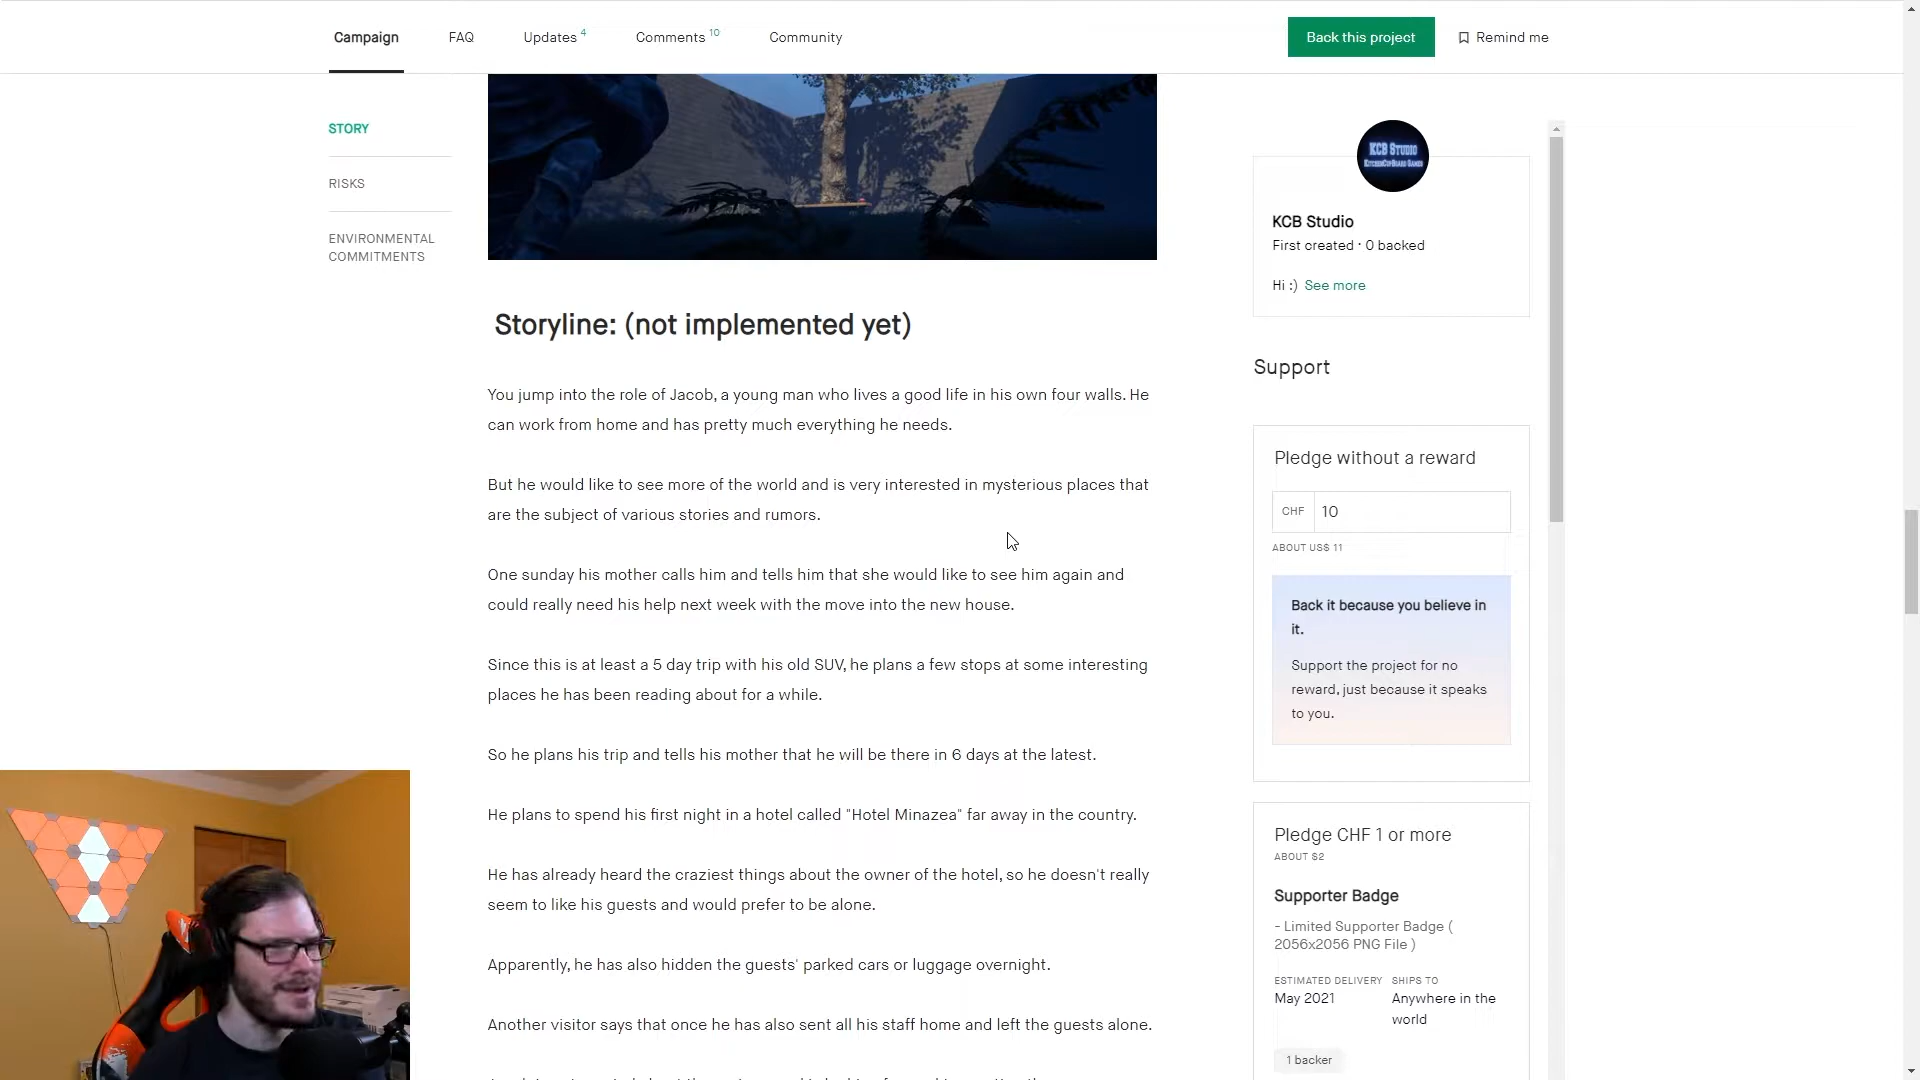 Campaign
FAQ
Updates 4
Comments 10
Community
Back this project
Remind me
STORY
RISKS
ENVIRONMENTAL
COMMITMENTS
Storyline: (not implemented yet)
You jump into the role of Jacob, a young man who lives a good life in his own four walls. He
can work from home and has pretty much everything he needs.
But he would like to see more of the world and is very interested in mysterious places that
are the subject of various stories and rumors.
One sunday his mother calls him and tells him that she would like to see him again and
could really need his help next week with the move into the new house.
Since this is at least a 5 day trip with his old SUV, he plans a few stops at some interesting
places he has been reading about for a while.
So he plans his trip and tells his mother that he will be there in 6 days at the latest.
He plans to spend his first night in a hotel called "Hotel Minazea" far away in the country.
He has already heard the craziest things about the owner of the hotel, so he doesn't really
seem to like his guests and would prefer to be alone.
Apparently, he has also hidden the guests' parked cars or luggage overnight.
Another visitor says that once he has also sent all his staff home and left the guests alone.
KCB STUDIO
KITCHENCUPBOARD GAMES
KCB Studio
First created · 0 backed
Hi :) See more
Support
Pledge without a reward
CHF 10
ABOUT US$ 11
Back it because you believe in
it.
Support the project for no
reward, just because it speaks
to you.
Pledge CHF 1 or more
ABOUT $2
Supporter Badge
- Limited Supporter Badge (
2056x2056 PNG File )
ESTIMATED DELIVERY
May 2021
SHIPS TO
Anywhere in the
world
1 backer